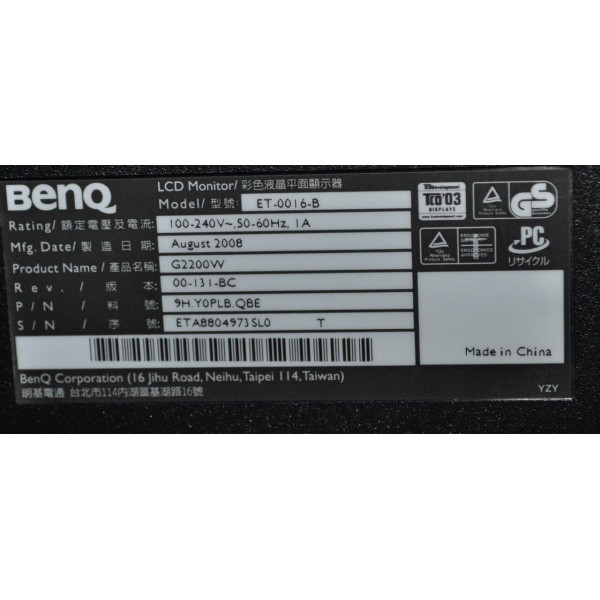 BenQ
LCD Monitor/彩色液晶平面顯示器
Model/型號: ET-0016-B
Rating/額定電壓及電流: 100-240V~,50-60Hz, 1A
Mfg. Date/製造日期: August 2008
Product Name/產品名稱: G2200W
Rev./版本: 00-131-BC
P/N/料號: 9H.Y0PLB.QBE
S/N/序號: ETA8804973SL0 T
TCO'03
DISPLAYS
GS
PC
リサイクル
Made in China
BenQ Corporation (16 Jihu Road, Neihu,Taipei 114,Taiwan)
明基電通 台北市114內湖區基湖路16號
YZY